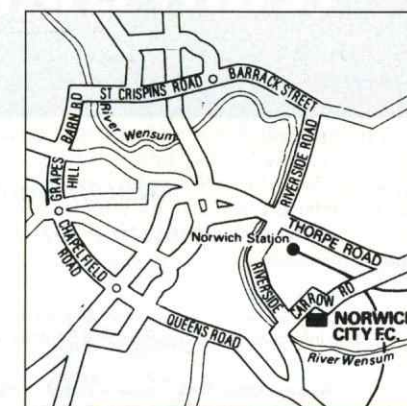 BARRACK STREET
ST CRISPINS ROAD
BARN RD
River Wensum
RIVERSIDE ROAD
GRAPES
HILL
THORPE ROAD
Norwich Station
CHAPELFIELD
ROAD
RIVERSIDE
CARROW RD
NORWICH
CITY F.C.
QUEENS ROAD
River Wensum